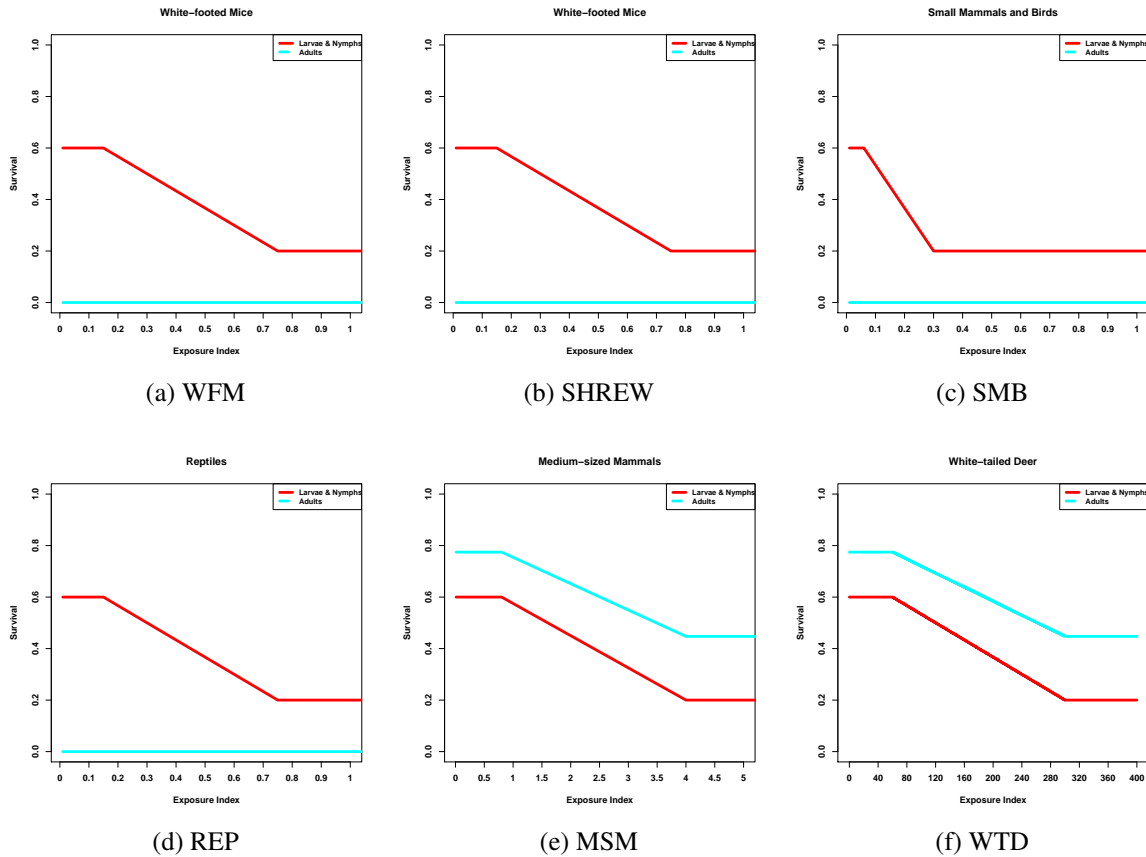 White−footed Mice
Larvae & Nymphs
Adults
Survival
0.0 0.2 0.4 0.6 0.8 1.0
0 0.1 0.2 0.3 0.4 0.5 0.6 0.7 0.8 0.9 1
Exposure Index
(a) WFM
White−footed Mice
Larvae & Nymphs
Adults
Survival
0.0 0.2 0.4 0.6 0.8 1.0
0 0.1 0.2 0.3 0.4 0.5 0.6 0.7 0.8 0.9 1
Exposure Index
(b) SHREW
Small Mammals and Birds
Larvae & Nymphs
Adults
Survival
0.0 0.2 0.4 0.6 0.8 1.0
0 0.1 0.2 0.3 0.4 0.5 0.6 0.7 0.8 0.9 1
Exposure Index
(c) SMB
Reptiles
Larvae & Nymphs
Adults
Survival
0.0 0.2 0.4 0.6 0.8 1.0
0 0.1 0.2 0.3 0.4 0.5 0.6 0.7 0.8 0.9 1
Exposure Index
(d) REP
Medium−sized Mammals
Larvae & Nymphs
Adults
Survival
0.0 0.2 0.4 0.6 0.8 1.0
0 0.5 1 1.5 2 2.5 3 3.5 4 4.5 5
Exposure Index
(e) MSM
White−tailed Deer
Larvae & Nymphs
Adults
Survival
0.0 0.2 0.4 0.6 0.8 1.0
0 40 80 120 160 200 240 280 320 360 400
Exposure Index
(f) WTD